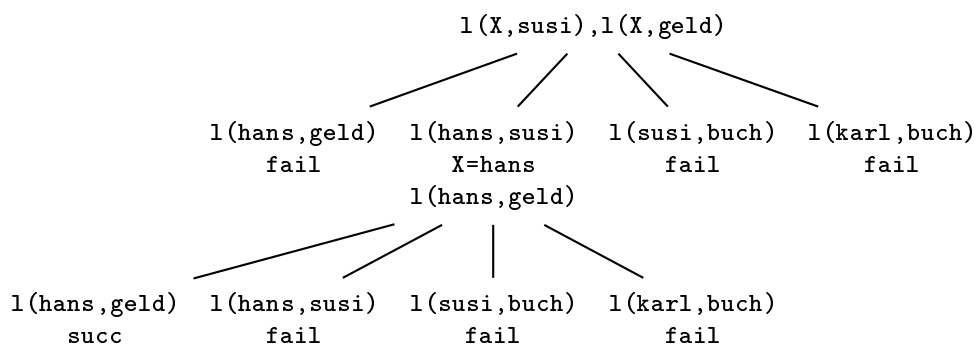 l(X,susi),l(X,geld)
l(hans,geld) l(hans,susi) l(susi,buch) l(karl,buch)
fail X=hans fail fail
l(hans,geld)
l(hans,geld) l(hans,susi) l(susi,buch) l(karl,buch)
succ fail fail fail